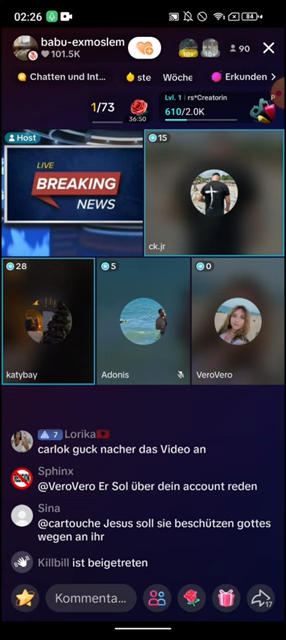 02:26
84
babu-exmoslem
101.5K
10+
90
Chatten und Int...
ste
Woche
Erkunden
1/73
36:50
Lvl. 1 | rs*Creatorin
610/2.0K
Host
LIVE
BREAKING
NEWS
15
ck.jr
28
katybay
5
Adonis
0
VeroVero
7 Lorika
carlok guck nacher das Video an
Sphinx
@VeroVero Er Sol über dein account reden
Sina
@cartouche Jesus soll sie beschützen gottes
wegen an ihr
Killbill ist beigetreten
Kommenta...
17